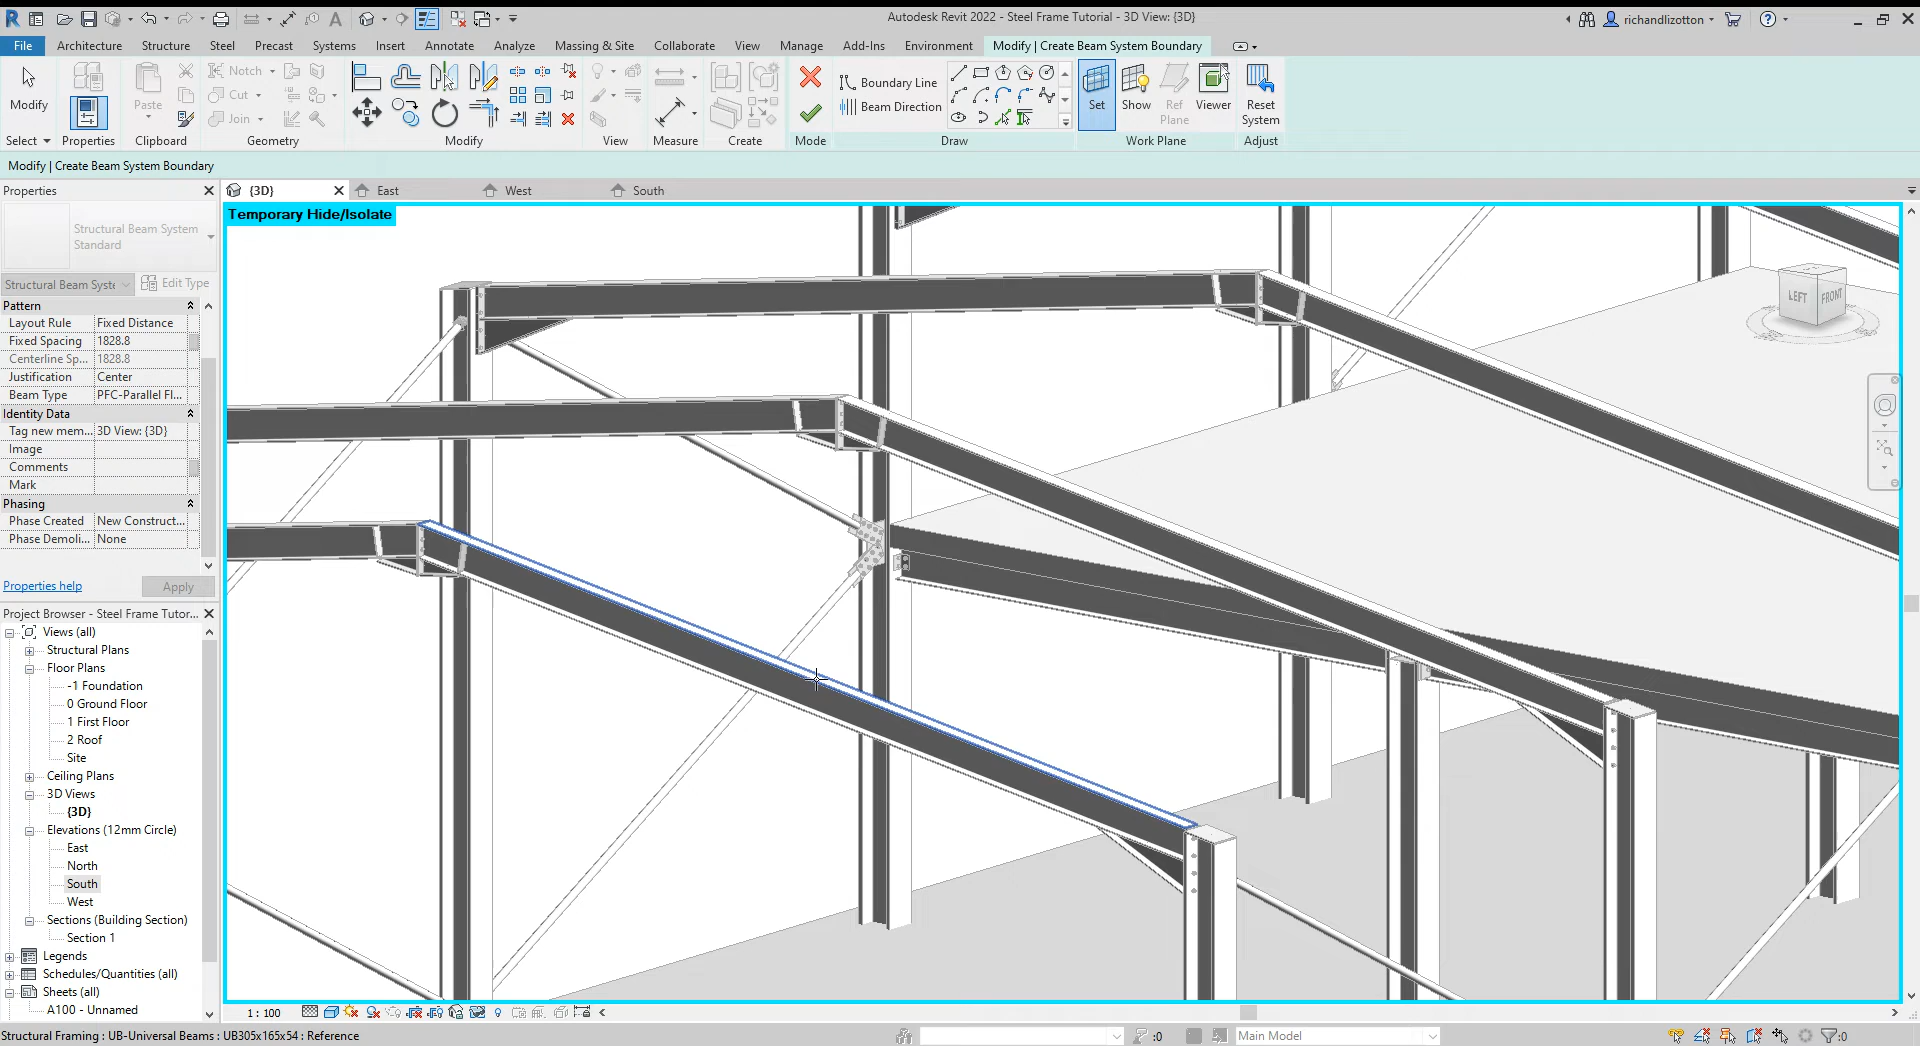 Autodesk Revit 2022 - Steel Frame Tutorial - 3D View: {3D}
richandlizotton
File Architecture Structure Steel Precast Systems Insert Annotate Analyze Massing & Site Collaborate View Manage Add-Ins Environment Modify | Create Beam System Boundary
Modify
Paste
Notch
Cut
Join
Boundary Line
Beam Direction
Set Show Ref Plane Viewer
Reset System
Select Properties Clipboard Geometry Modify View Measure Create Mode Draw Work Plane Adjust
Modify | Create Beam System Boundary
Properties
{3D} East West South
Temporary Hide/Isolate
Structural Beam System
Standard
Structural Beam Syste
Edit Type
Pattern
Layout Rule Fixed Distance
Fixed Spacing 1828.8
Centerline Sp... 1828.8
Justification Center
Beam Type PFC-Parallel Fl...
Identity Data
Tag new mem... 3D View: {3D}
Image
Comments
Mark
Phasing
Phase Created New Construct...
Phase Demoli... None
Properties help
Apply
LEFT FRONT
Project Browser - Steel Frame Tutor...
Views (all)
Structural Plans
Floor Plans
-1 Foundation
0 Ground Floor
1 First Floor
2 Roof
Site
Ceiling Plans
3D Views
{3D}
Elevations (12mm Circle)
East
North
South
West
Sections (Building Section)
Section 1
Legends
Schedules/Quantities (all)
Sheets (all)
A100 - Unnamed
1 : 100
Structural Framing : UB-Universal Beams : UB305x165x54 : Reference
:0
Main Model
:0